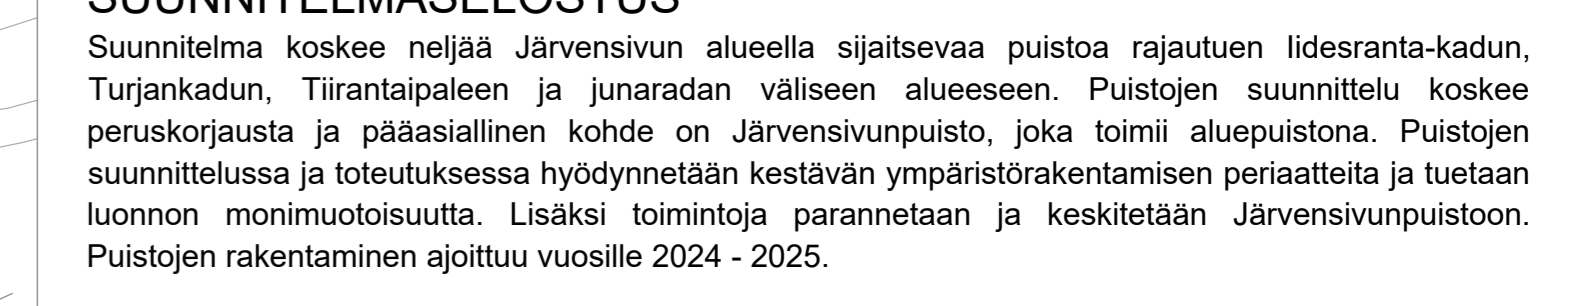 SUUNNITELMASELOSTUS
Suunnitelma koskee neljää Järvensivun alueella sijaitsevaa puistoa rajautuen Iidesranta-kadun,
Turjankadun, Tiirantaipaleen ja junaradan väliseen alueeseen. Puistojen suunnittelu koskee
peruskorjausta ja pääasiallinen kohde on Järvensivunpuisto, joka toimii aluepuistona. Puistojen
suunnittelussa ja toteutuksessa hyödynnetään kestävän ympäristörakentamisen periaatteita ja tuetaan
luonnon monimuotoisuutta. Lisäksi toimintoja parannetaan ja keskitetään Järvensivunpuistoon.
Puistojen rakentaminen ajoittuu vuosille 2024 - 2025.